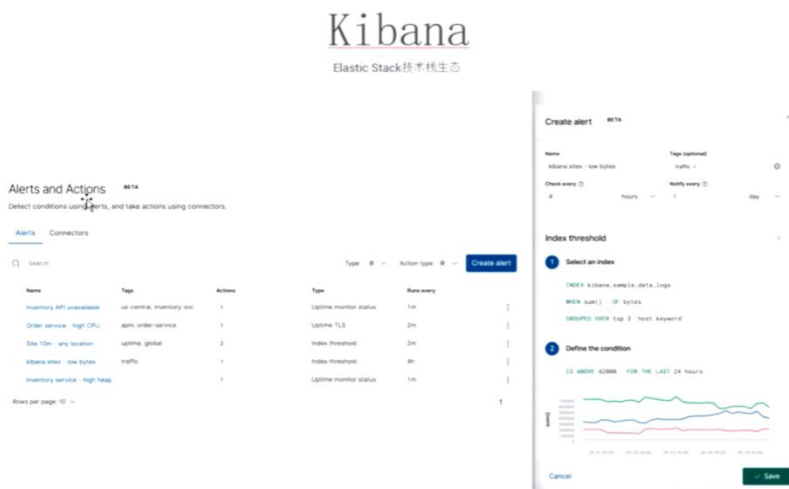 Kibana
Elastic Stack技术栈生态
Alerts and Actions BETA
Detect conditions using alerts, and take actions using connectors.
Alerts Connectors
Search Type 0 Action type 0 Create alert
Name Tags Actions Type Runs every
Inventory API unavailable us-central, inventory-svc 1 Uptime monitor status 1m
Order service - high CPU apm, order-service 1 Uptime TLS 2m
Site 10m - any location uptime, global 2 Index threshold 2m
kibana sites - low bytes traffic 1 Index threshold 4hr
Inventory service - high heap 1 Uptime monitor status 1m
Rows per page: 10 1
Create alert BETA
Name Tags (optional)
kibana sites - low bytes traffic
Check every Notify every
4 hours 1 day
Index threshold
1 Select an index
INDEX kibana_sample_data_logs
WHEN sum() OF bytes
GROUPED OVER top 3 'host.keyword'
2 Define the condition
IS ABOVE 42000 FOR THE LAST 24 hours
sum()
Cancel Save